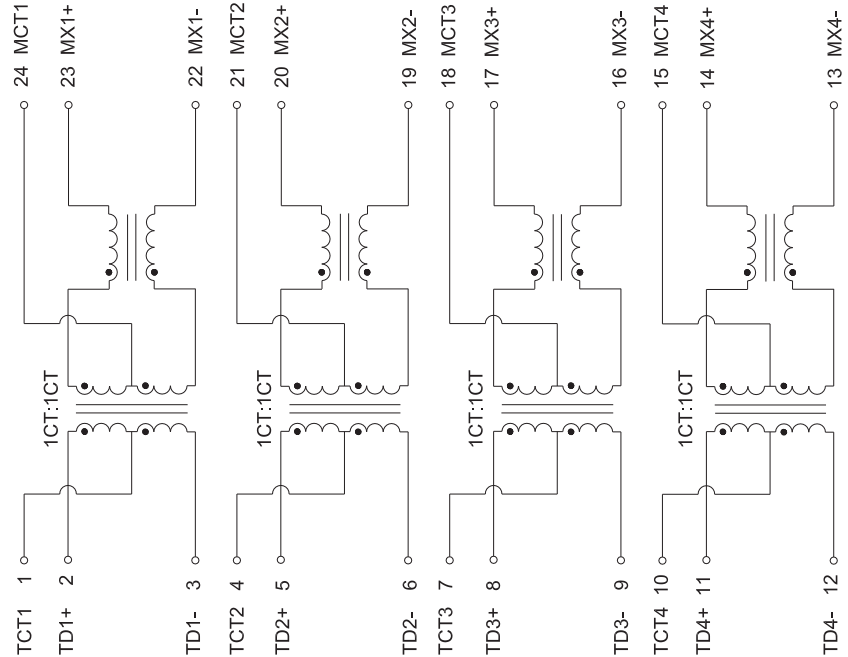 24 MCT1
23 MX1+
22 MX1-
21 MCT2
20 MX2+
19 MX2-
18 MCT3
17 MX3+
16 MX3-
15 MCT4
14 MX4+
13 MX4-
1CT:1CT
1CT:1CT
1CT:1CT
1CT:1CT
TCT1 1
TD1+ 2
TD1- 3
TCT2 4
TD2+ 5
TD2- 6
TCT3 7
TD3+ 8
TD3- 9
TCT4 10
TD4+ 11
TD4- 12